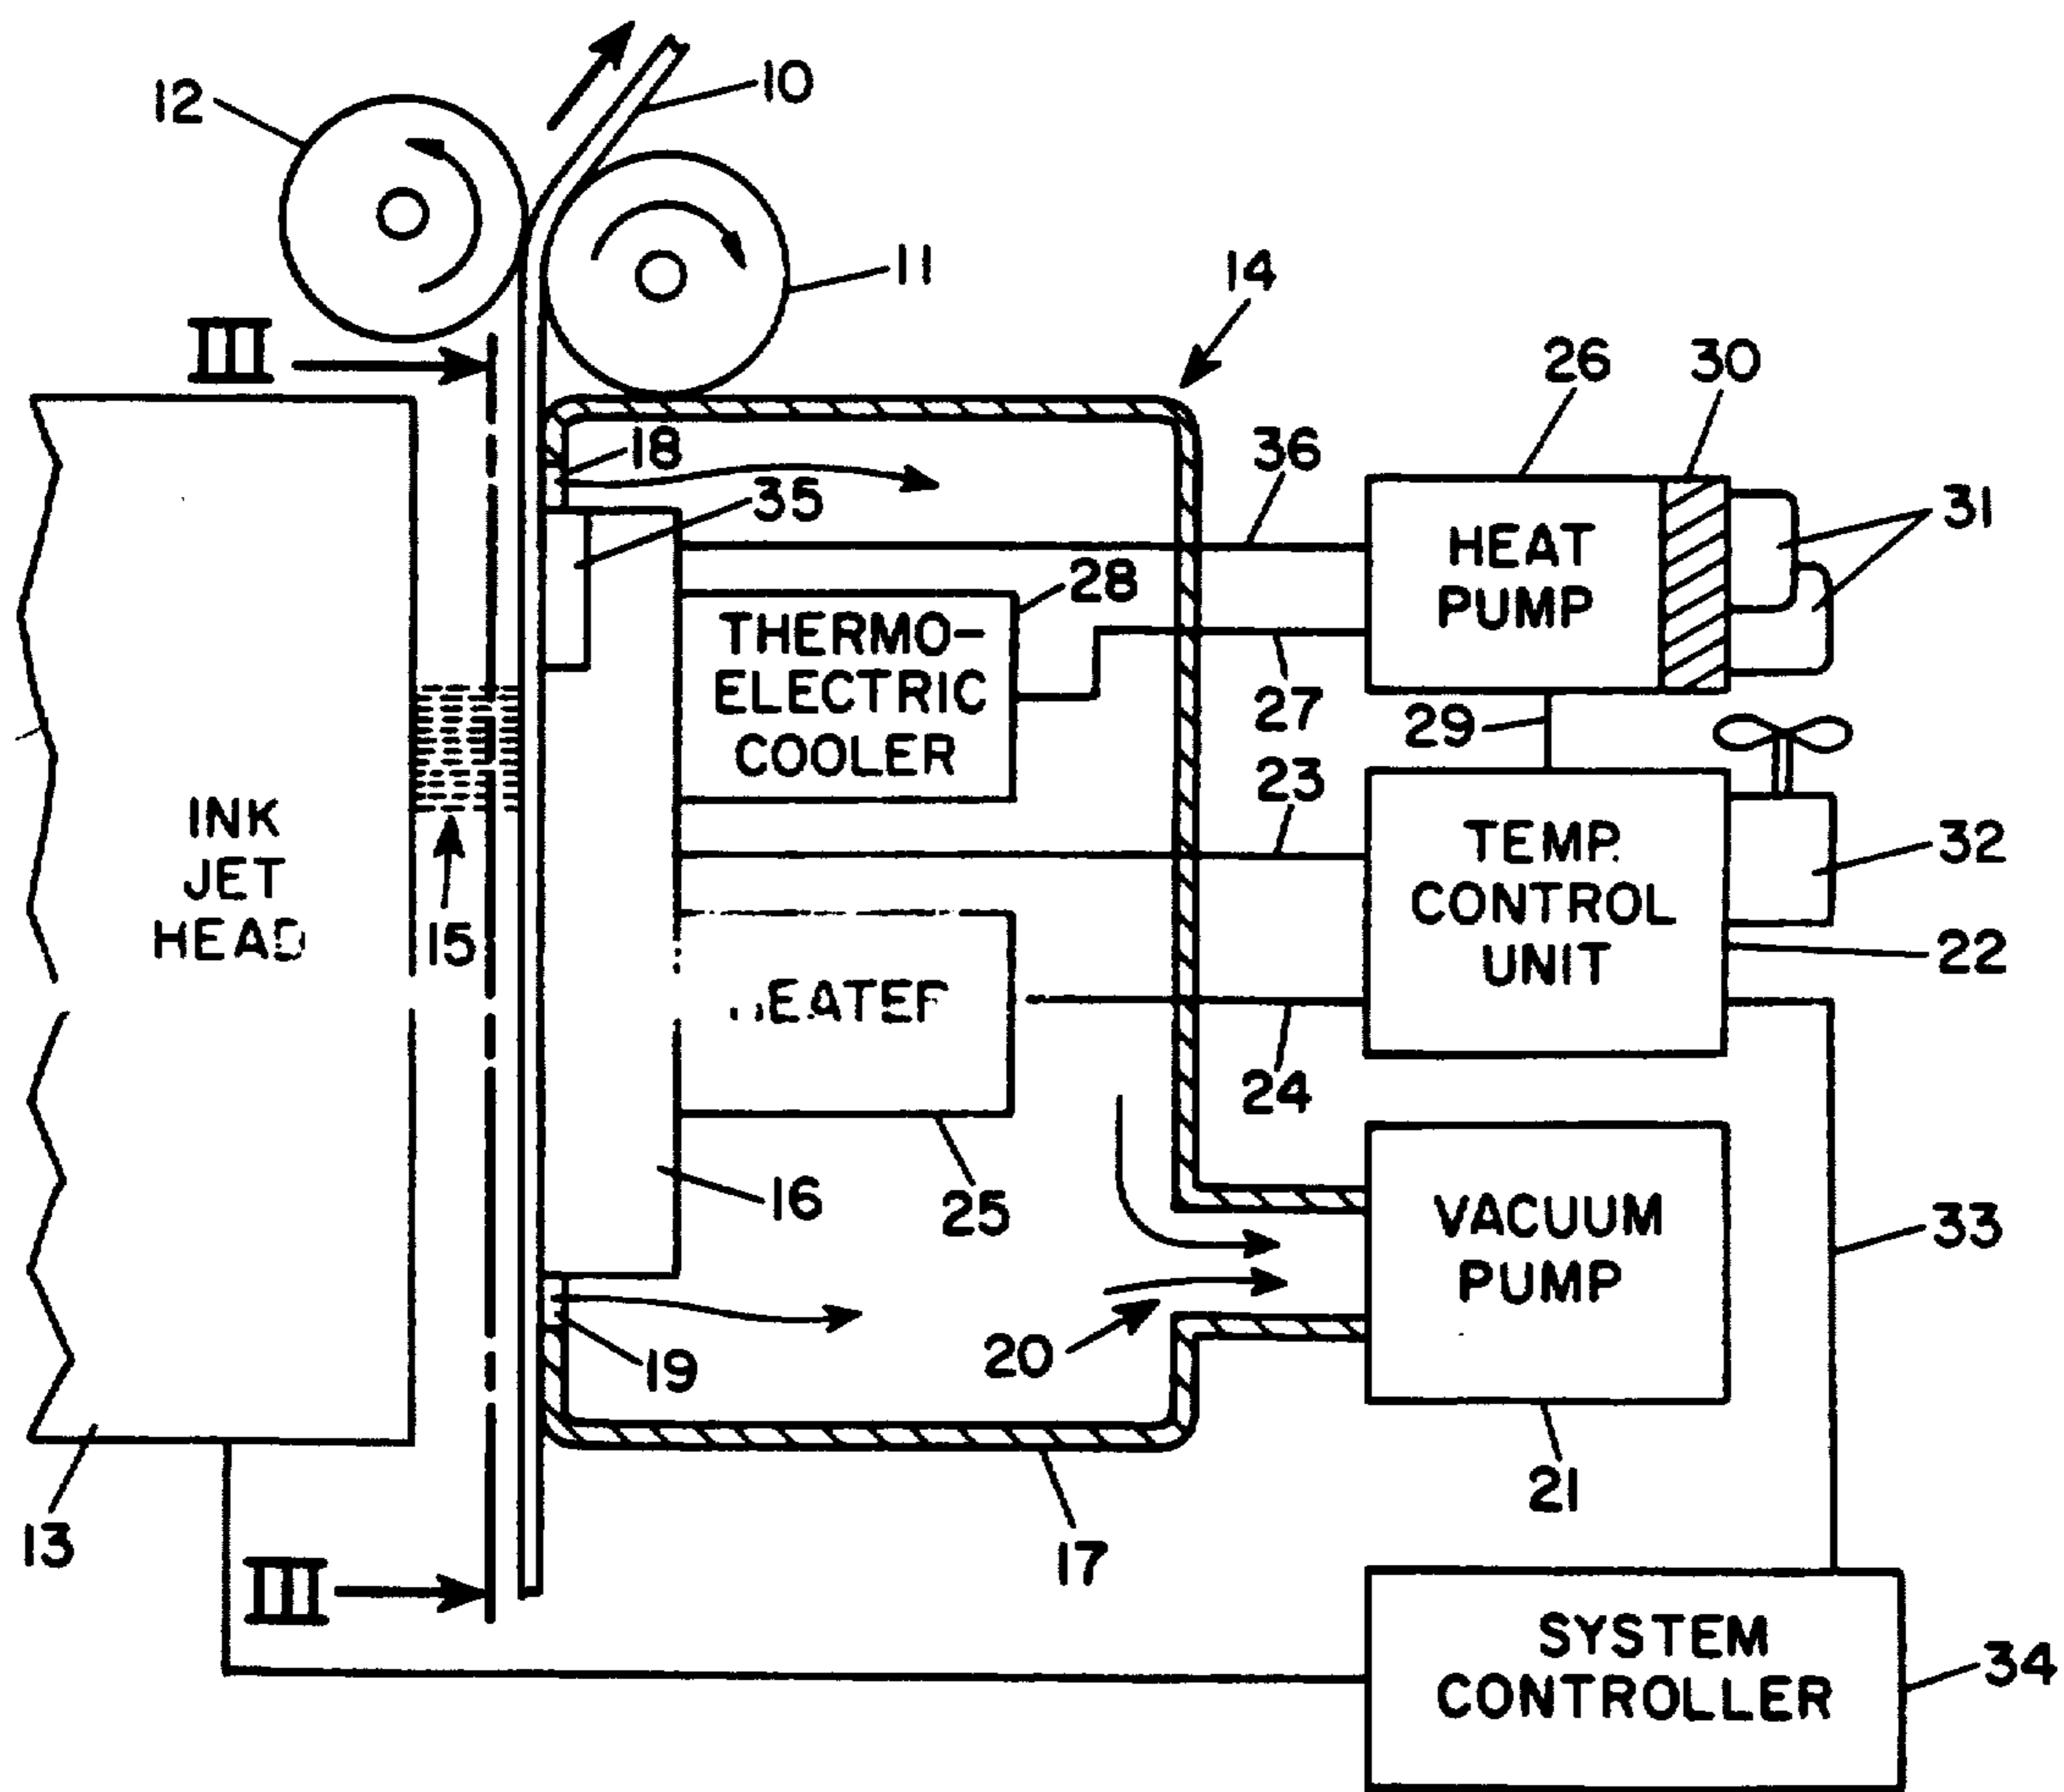 12
10
11
III
14
26
30
18
36
35
31
28
HEAT
PUMP
THERMO-
ELECTRIC
COOLER
27
29
23
INK
JET
HEAD
15
TEMP.
CONTROL
UNIT
32
22
HEATER
24
16
25
VACUUM
PUMP
33
20
19
21
13
17
III
SYSTEM
CONTROLLER
34